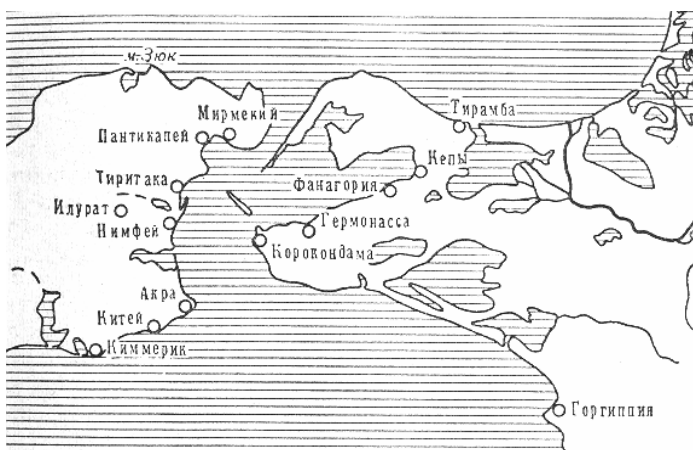 м. Зюк
Мирмекий
Пантикапей
Тирамба
Кепы
Тиритака
Фанагория
Илурат
Нимфей
Гермонасса
Корокондама
Акра
Китей
Киммерик
Горгиппия